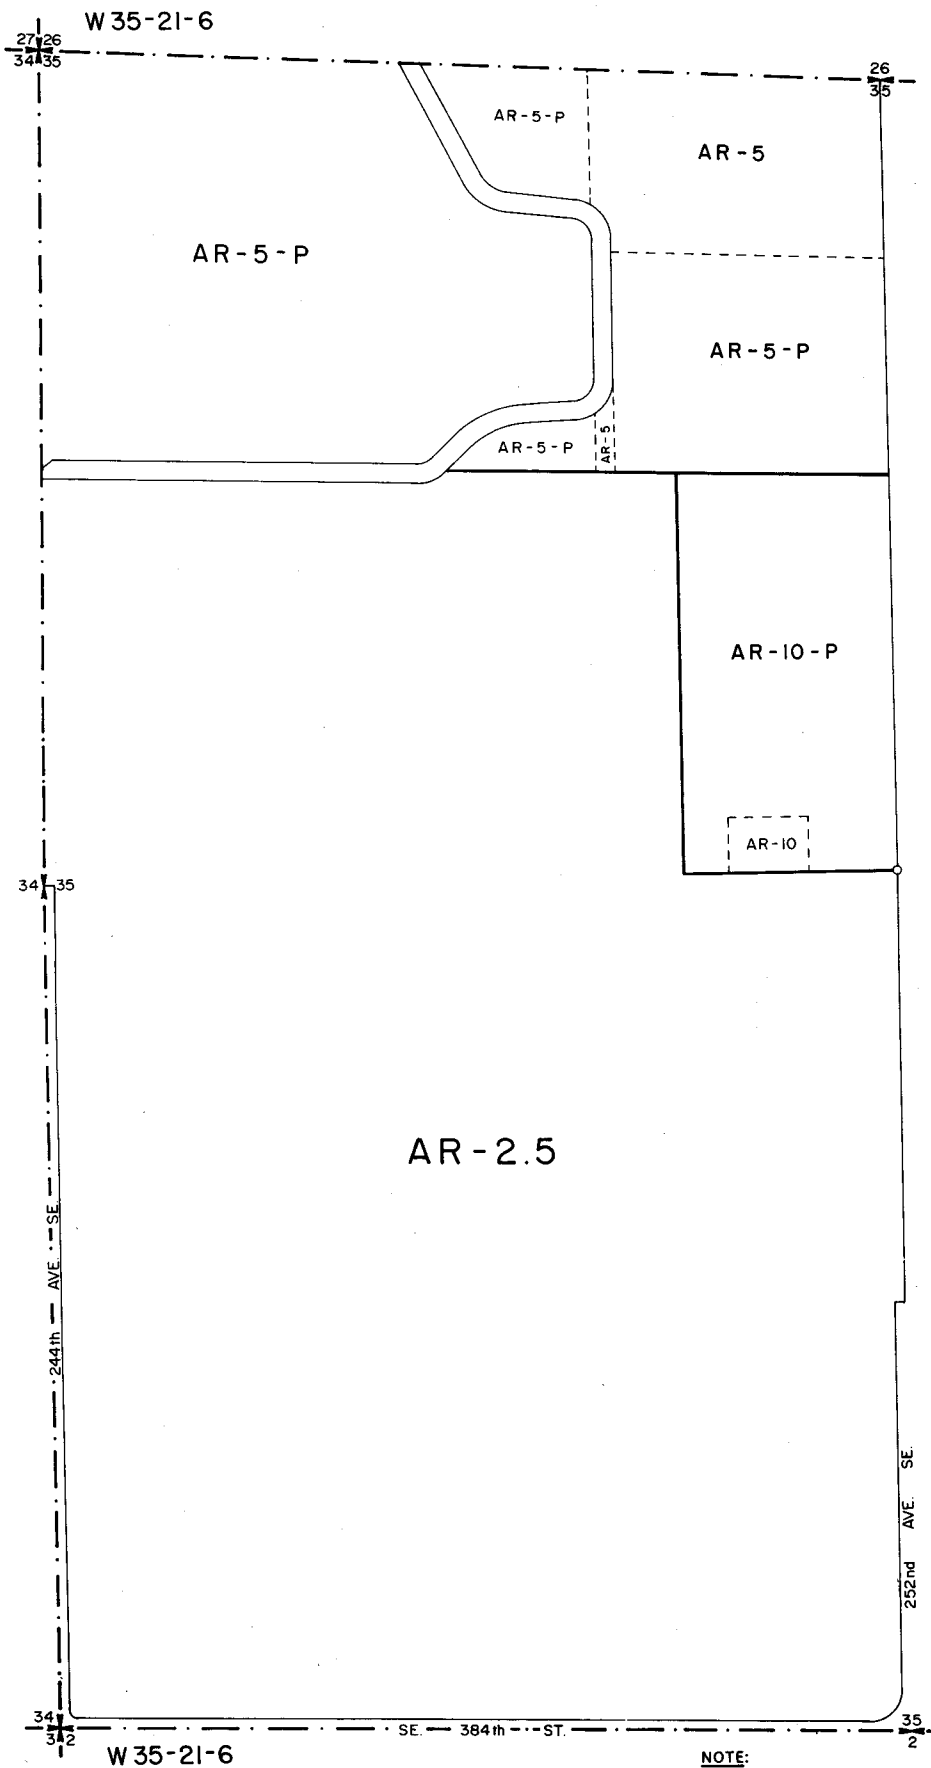 W 35-21-6
27 26
34 35
26
35
AR-5-P
AR-5
AR-5-P
AR-5-P
AR-5-P
AR-5
AR-10-P
AR-10
34 35
AR-2.5
244th AVE. SE.
252nd AVE. SE.
34
3 2
SE. 384th ST.
35
2
W 35-21-6
NOTE: